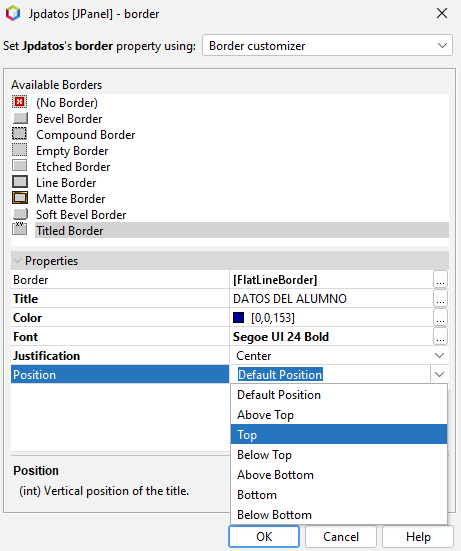 Jpdatos [JPanel] - border
Set Jpdatos's border property using: Border customizer
Available Borders
(No Border)
Bevel Border
Compound Border
Empty Border
Etched Border
Line Border
Matte Border
Soft Bevel Border
XY Titled Border
Properties
Border [FlatLineBorder] ...
Title DATOS DEL ALUMNO ...
Color [0,0,153] ...
Font Segoe UI 24 Bold ...
Justification Center
Position Default Position
Default Position
Above Top
Top
Below Top
Above Bottom
Bottom
Below Bottom
Position
(int) Vertical position of the title.
OK Cancel Help